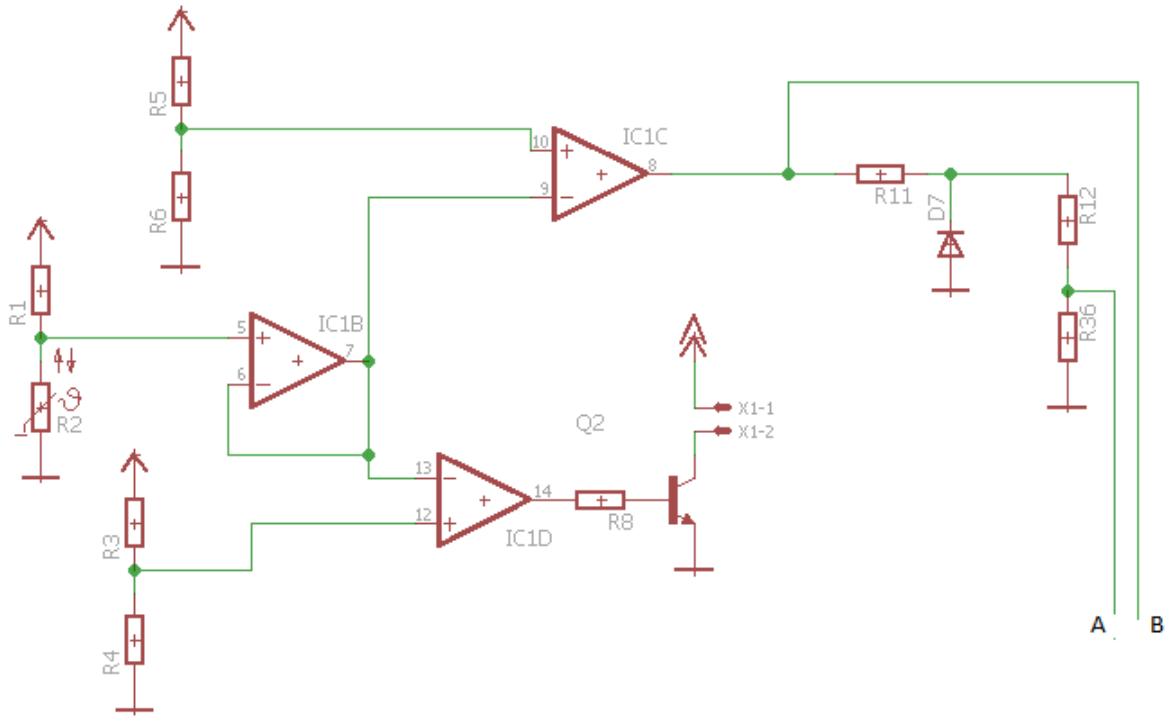 R5
R6
10
+
9
−
IC1C
8
R11
D7
R12
R36
R1
R2
ϑ
5
+
6
−
IC1B
7
X1-1
X1-2
Q2
R3
R4
13
−
12
+
14
IC1D
R8
A
B